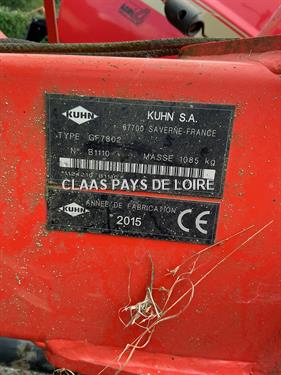 KUHN
KUHN S.A.
67700 SAVERNE-FRANCE
TYPE GF7802
N° B1110 MASSE 1085 kg
CLAAS PAYS DE LOIRE
KUHN
ANNÉE DE FABRICATION
2015 CE